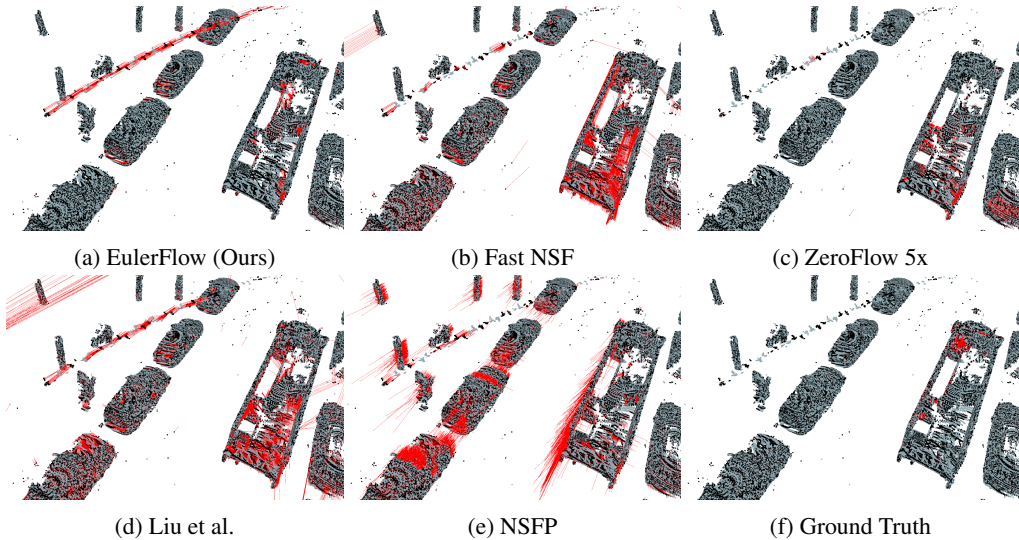 (a) EulerFlow (Ours)
(b) Fast NSF
(c) ZeroFlow 5x
(d) Liu et al.
(e) NSFP
(f) Ground Truth